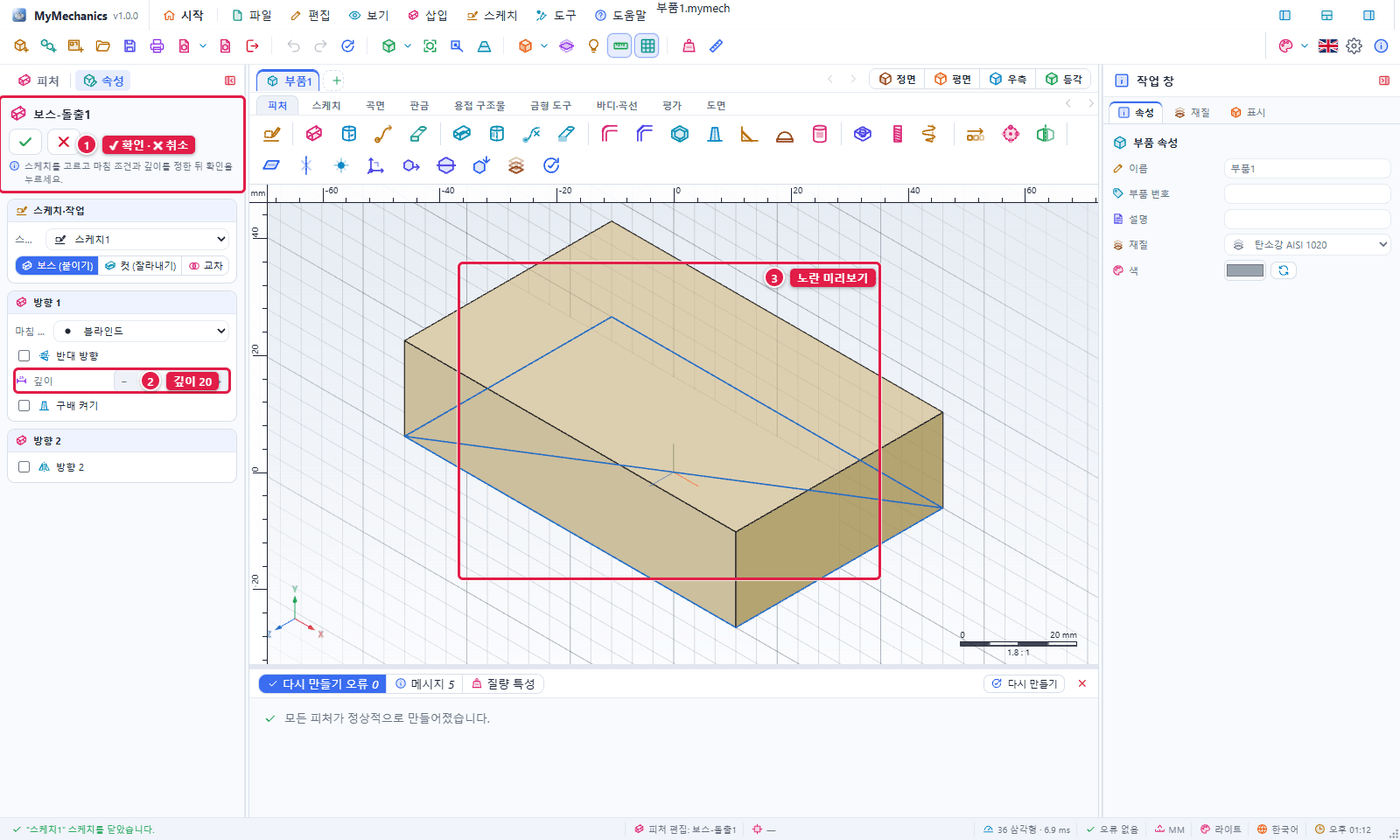 MyMechanics v1.0.0
시작
파일
편집
보기
삽입
스케치
도구
도움말
부품1.mymech
피처
속성
보스-돌출1
1 ✓ 확인 · ✕ 취소
스케치를 고르고 마침 조건과 깊이를 정한 뒤 확인을
누르세요.
스케치·작업
스... 스케치1
보스 (붙이기) 컷 (잘라내기) 교차
방향 1
마침 ... 블라인드
반대 방향
깊이 − 2 깊이 20
구배 켜기
방향 2
방향 2
부품1
정면 평면 우측 등각
피처 스케치 곡면 판금 용접 구조물 금형 도구 바디·곡선 평가 도면
mm -60 -40 -20 0 20 40 60
40
20
0
-20
3 노란 미리보기
Y
Z X
0 20 mm
1.8 : 1
다시 만들기 오류 0
메시지 5
질량 특성
다시 만들기
모든 피처가 정상적으로 만들어졌습니다.
작업 창
속성 재질 표시
부품 속성
이름 부품1
부품 번호
설명
재질 탄소강 AISI 1020
색
"스케치1" 스케치를 닫았습니다.
피처 편집: 보스-돌출1
—
36 삼각형 · 6.9 ms
오류 없음
MM
라이트
한국어
오후 01:12